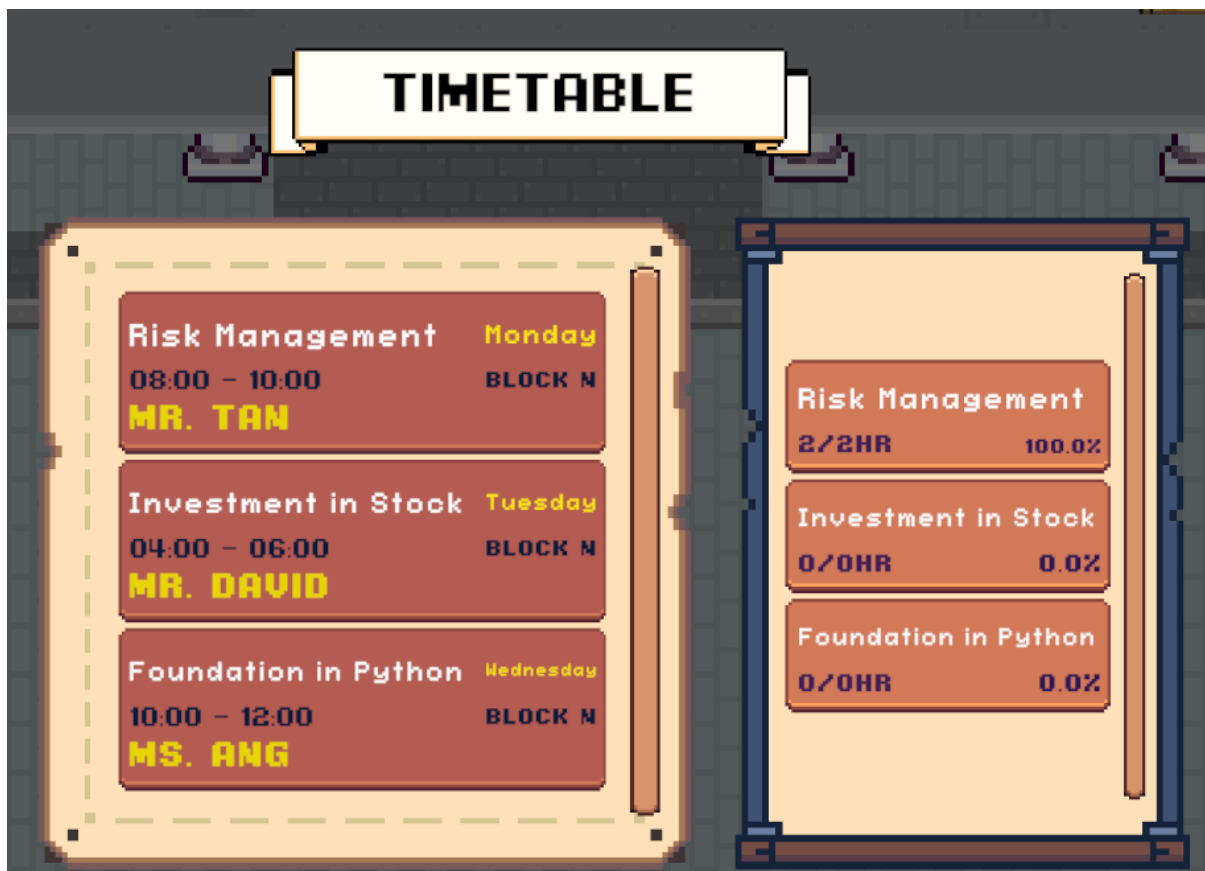 TIMETABLE
Risk Management Monday
08:00 - 10:00 BLOCK N
MR. TAN
Investment in Stock Tuesday
04:00 - 06:00 BLOCK N
MR. DAVID
Foundation in Python Wednesday
10:00 - 12:00 BLOCK N
MS. ANG
Risk Management
2/2HR 100.0%
Investment in Stock
0/0HR 0.0%
Foundation in Python
0/0HR 0.0%